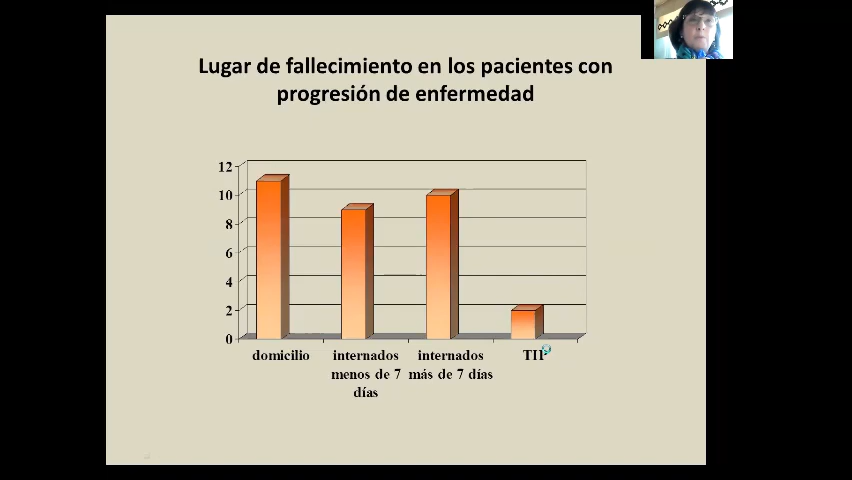 Lugar de fallecimiento en los pacientes con
progresión de enfermedad
12
10
8
6
4
2
0
domicilio
internados
menos de 7
días
internados
más de 7 días